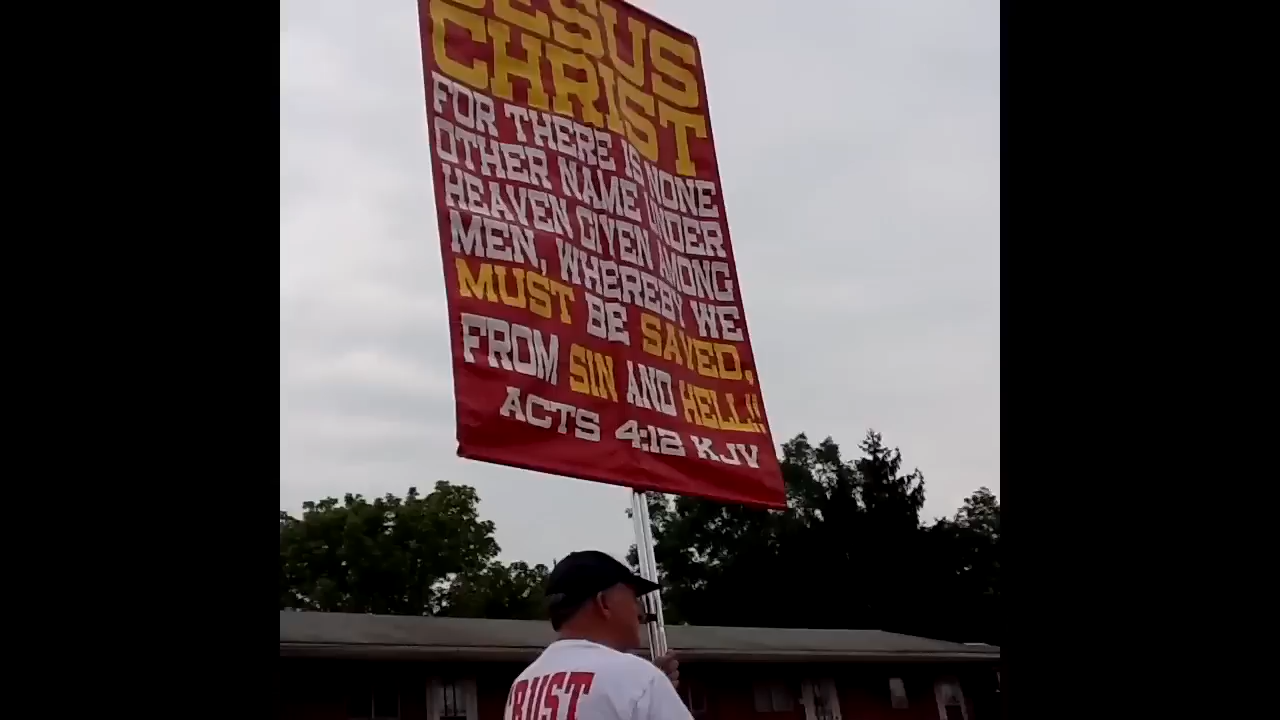 JESUS
CHRIST
FOR THERE IS NONE
OTHER NAME UNDER
HEAVEN GIVEN AMONG
MEN, WHEREBY WE
MUST BE SAVED,
FROM SIN AND HELL!!
ACTS 4:12 KJV